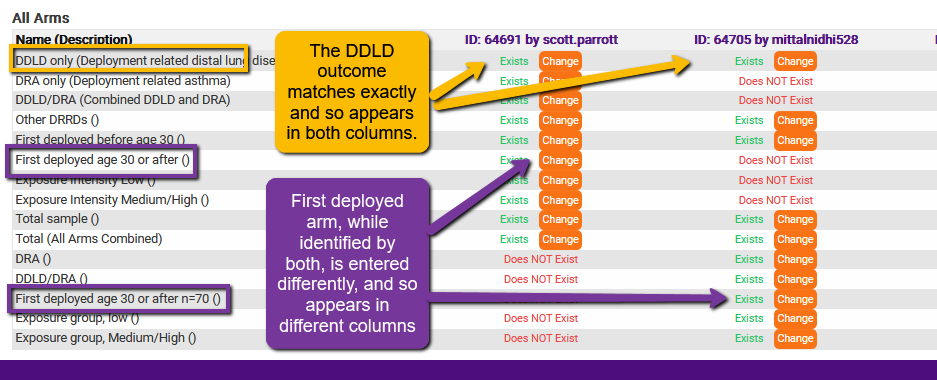 All Arms
Name (Description) ID: 64691 by scott.parrott ID: 64705 by mittalnidhi528
DDLD only (Deployment related distal lung dise Exists Change Exists Change
DRA only (Deployment related asthma) Exists Change Does NOT Exist
DDLD/DRA (Combined DDLD and DRA) Exists Change Does NOT Exist
Other DRRDs () Exists Change Exists Change
First deployed before age 30 () Exists Change Exists Change
First deployed age 30 or after () Exists Change Does NOT Exist
Exposure Intensity Low () Exists Change Does NOT Exist
Exposure Intensity Medium/High () Exists Change Does NOT Exist
Total sample () Exists Change Exists Change
Total (All Arms Combined) Exists Change Exists Change
DRA () Does NOT Exist Exists Change
DDLD/DRA () Does NOT Exist Exists Change
First deployed age 30 or after n=70 () Exists Change
Exposure group, low () Does NOT Exist Exists Change
Exposure group, Medium/High () Does NOT Exist Exists Change
The DDLD
outcome
matches exactly
and so appears
in both columns.
First deployed
arm, while
identified by
both, is entered
differently, and so
appears in
different columns